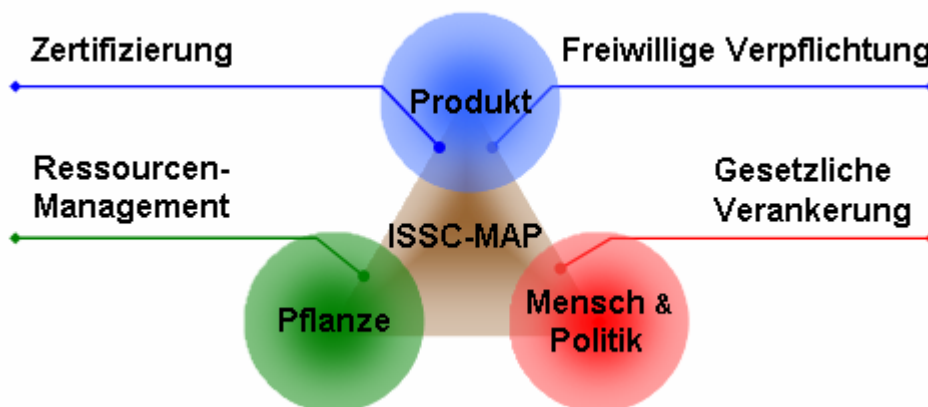 Zertifizierung
Freiwillige Verpflichtung
Produkt
Ressourcen-
Management
Gesetzliche
Verankerung
ISSC-MAP
Pflanze
Mensch &
Politik